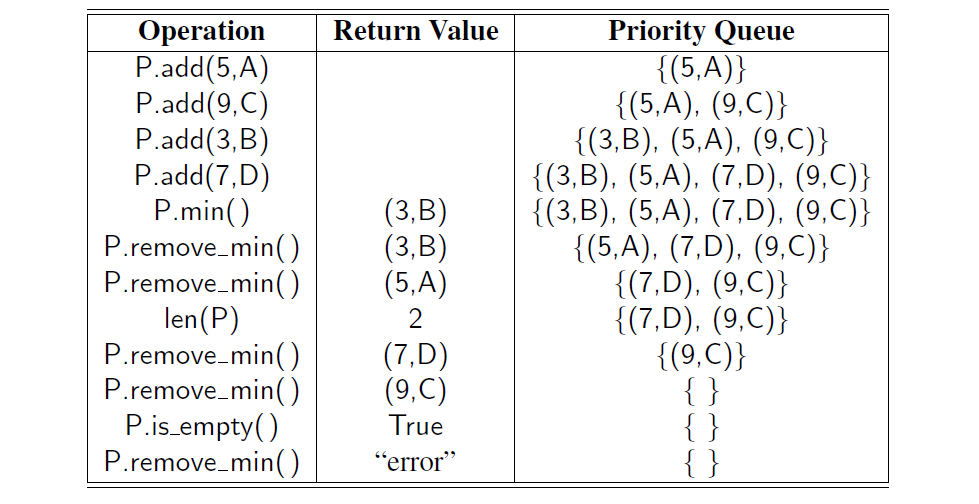 Operation Return Value Priority Queue
P.add(5,A) {(5,A)}
P.add(9,C) {(5,A), (9,C)}
P.add(3,B) {(3,B), (5,A), (9,C)}
P.add(7,D) {(3,B), (5,A), (7,D), (9,C)}
P.min() (3,B) {(3,B), (5,A), (7,D), (9,C)}
P.remove_min() (3,B) {(5,A), (7,D), (9,C)}
P.remove_min() (5,A) {(7,D), (9,C)}
len(P) 2 {(7,D), (9,C)}
P.remove_min() (7,D) {(9,C)}
P.remove_min() (9,C) { }
P.is_empty() True { }
P.remove_min() “error” { }